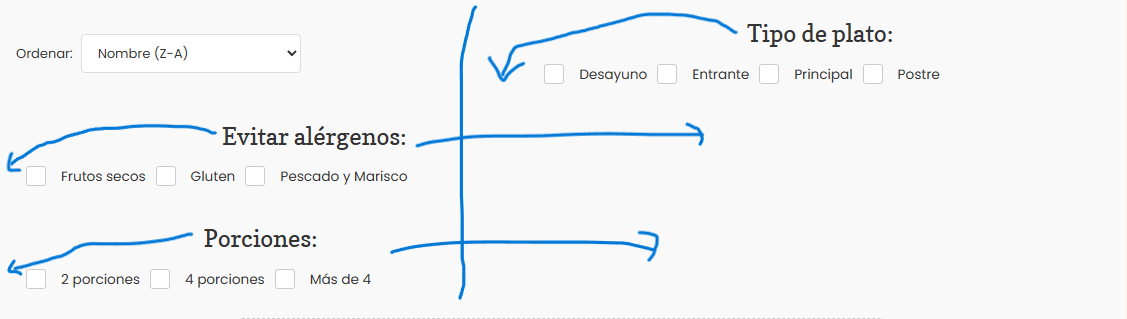 Ordenar: Nombre (Z-A)
Tipo de plato:
Desayuno Entrante Principal Postre
Evitar alérgenos:
Frutos secos Gluten Pescado y Marisco
Porciones:
2 porciones 4 porciones Más de 4